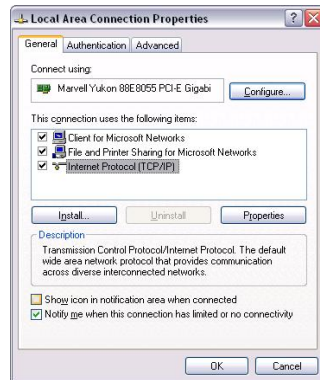 Local Area Connection Properties
General Authentication Advanced
Connect using:
Marvell Yukon 88E8055 PCI-E Gigabi
Configure...
This connection uses the following items:
Client for Microsoft Networks
File and Printer Sharing for Microsoft Networks
Internet Protocol (TCP/IP)
Install... Uninstall Properties
Description
Transmission Control Protocol/Internet Protocol. The default
wide area network protocol that provides communication
across diverse interconnected networks.
Show icon in notification area when connected
Notify me when this connection has limited or no connectivity
OK Cancel